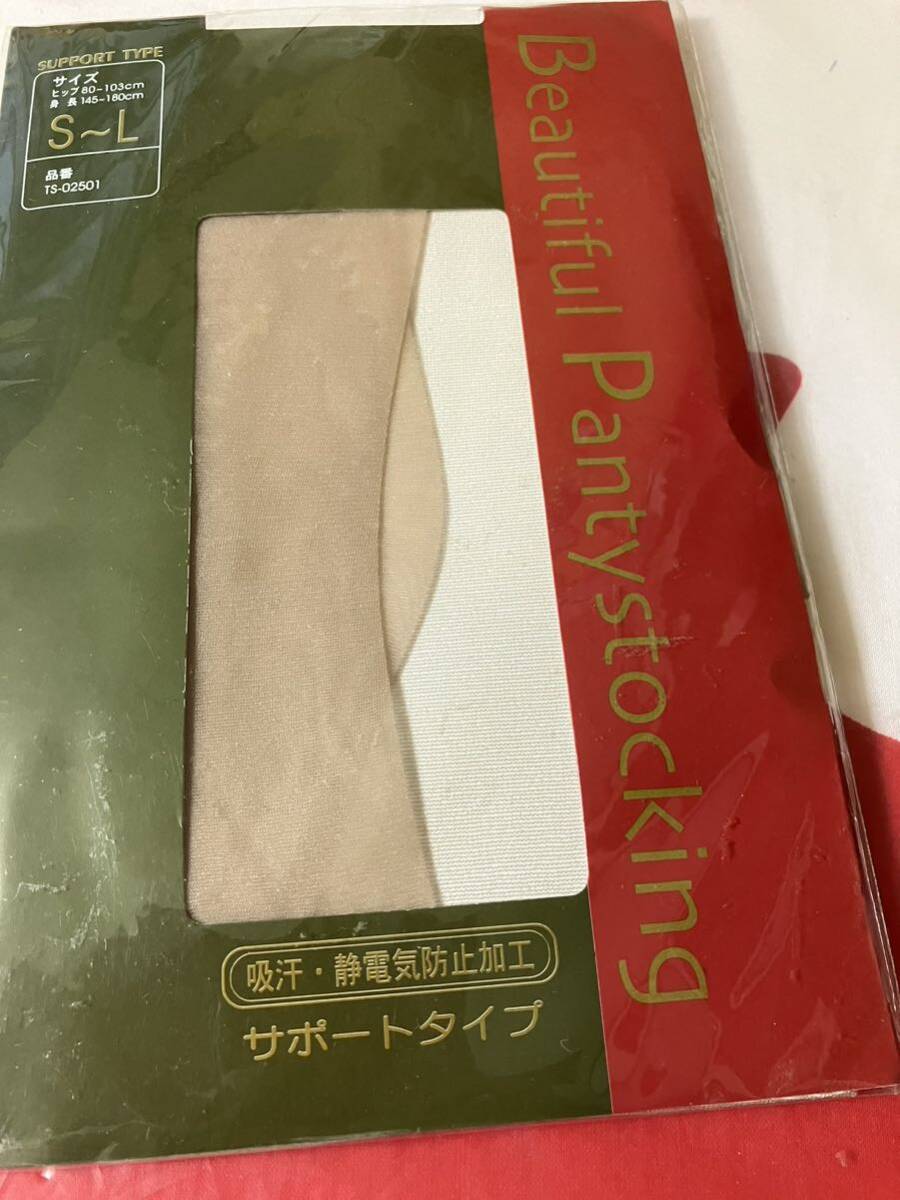 SUPPORT TYPE
サイズ
ヒップ 80~103cm
身長 145~180cm
S~L
品番
TS-02501
Beautiful Pantystocking
吸汗・静電気防止加工
サポートタイプ